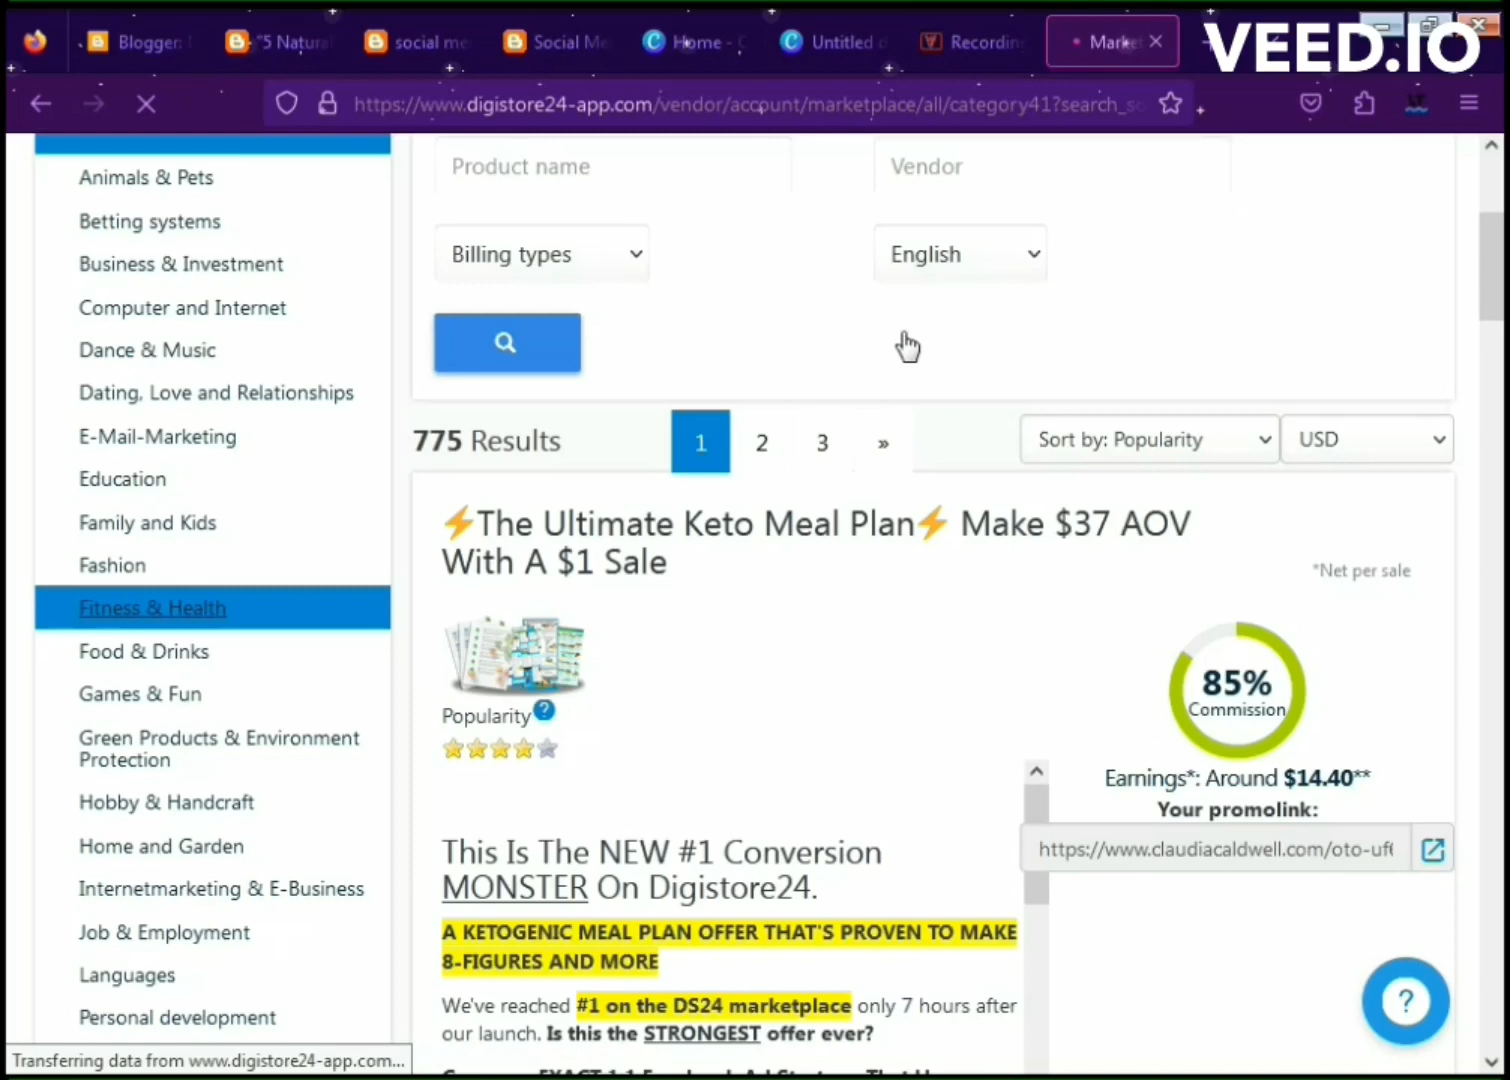 Blogger:
"5 Natura
social me
Social Me
Home -
Untitled
Recordin
Market
VEED.IO
https://www.digistore24-app.com/vendor/account/marketplace/all/category41?search_so
Product name
Vendor
Billing types
English
775 Results
1
2
3
»
Sort by: Popularity
USD
Animals & Pets
Betting systems
Business & Investment
Computer and Internet
Dance & Music
Dating, Love and Relationships
E-Mail-Marketing
Education
Family and Kids
Fashion
Fitness & Health
Food & Drinks
Games & Fun
Green Products & Environment
Protection
Hobby & Handcraft
Home and Garden
Internetmarketing & E-Business
Job & Employment
Languages
Personal development
⚡The Ultimate Keto Meal Plan⚡ Make $37 AOV
With A $1 Sale
*Net per sale
Popularity ?
85%
Commission
Earnings*: Around $14.40**
Your promolink:
https://www.claudiacaldwell.com/oto-uf
This Is The NEW #1 Conversion
MONSTER On Digistore24.
A KETOGENIC MEAL PLAN OFFER THAT'S PROVEN TO MAKE
8-FIGURES AND MORE
We've reached #1 on the DS24 marketplace only 7 hours after
our launch. Is this the STRONGEST offer ever?
?
Transferring data from www.digistore24-app.com...